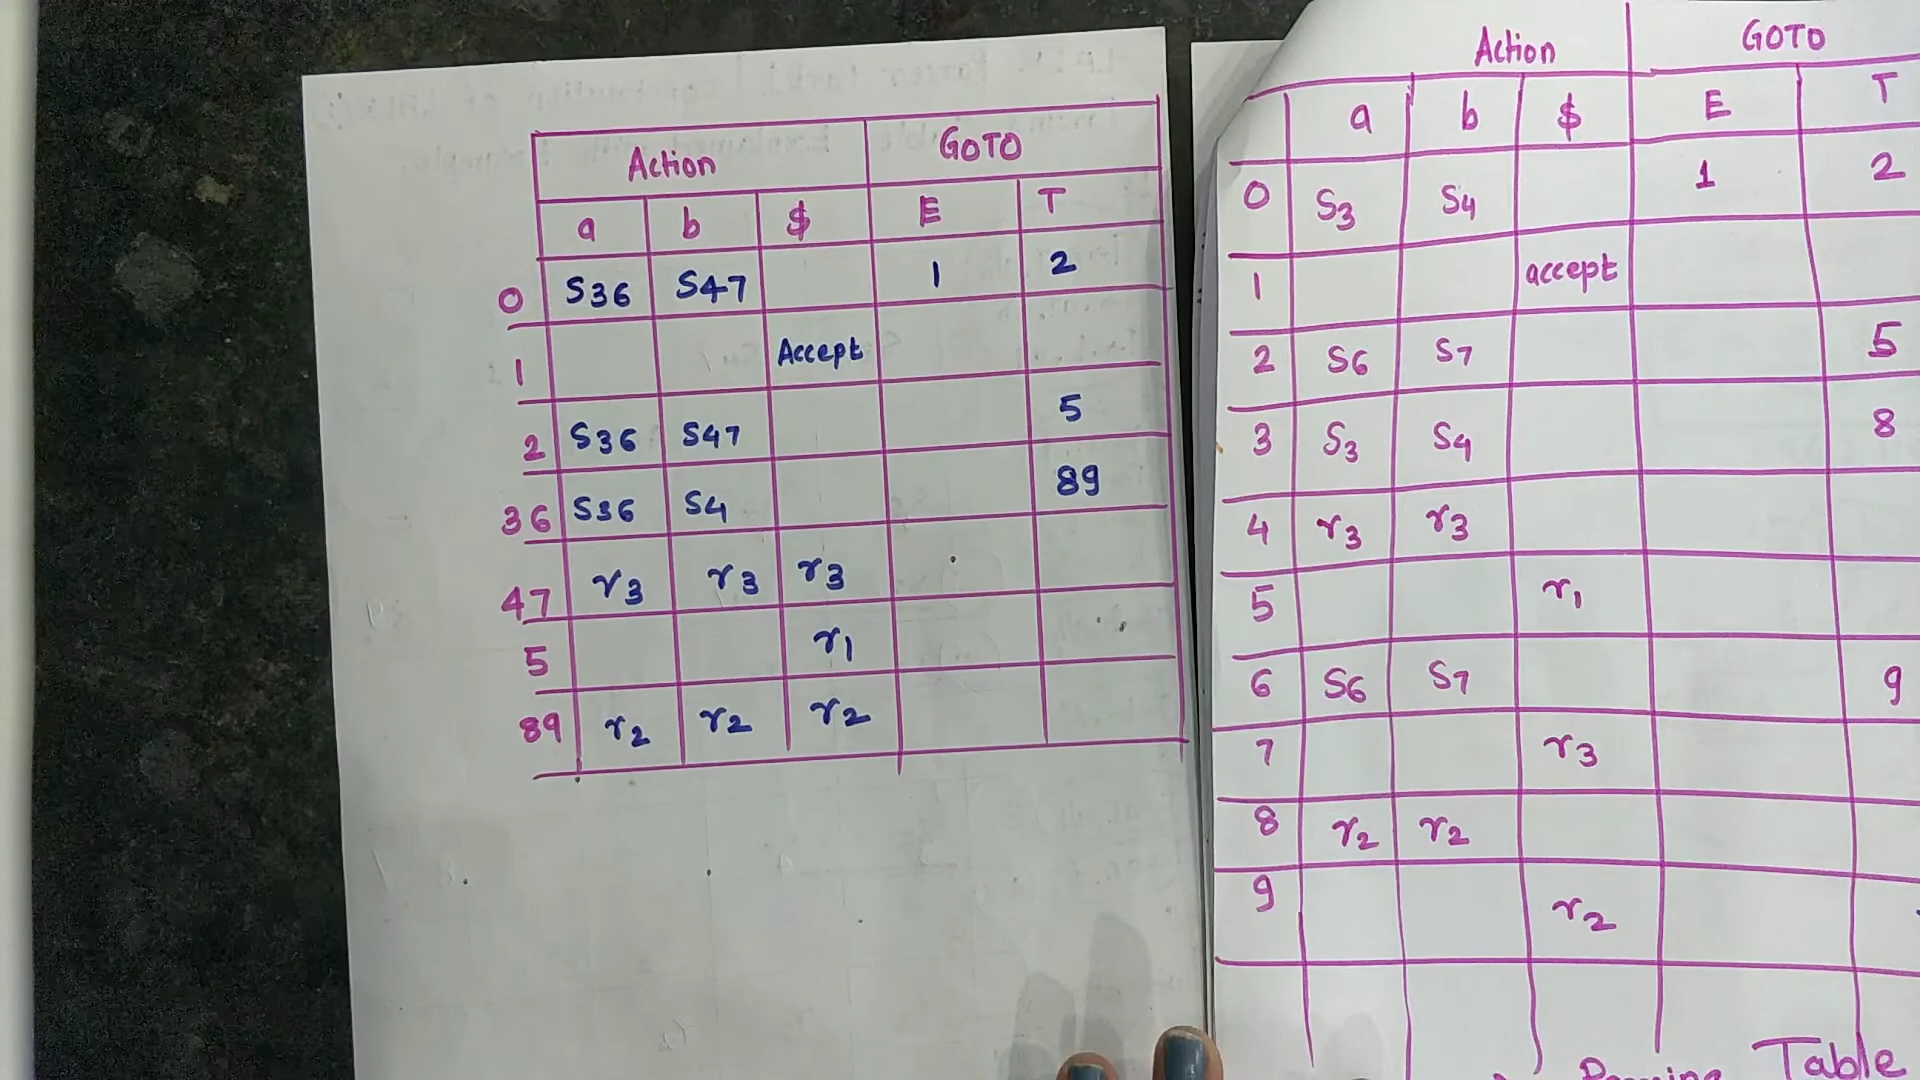 Action GOTO
a b $ E T
0 S36 S47 1 2
1 Accept
2 S36 S47 5
36 S36 S4 89
47 r3 r3 r3
5 r1
89 r2 r2 r2
Action GOTO
a b $ E T
0 S3 S4 1 2
1 accept
2 S6 S7 5
3 S3 S4 8
4 r3 r3
5 r1
6 S6 S7 9
7 r3
8 r2 r2
9 r2
Table